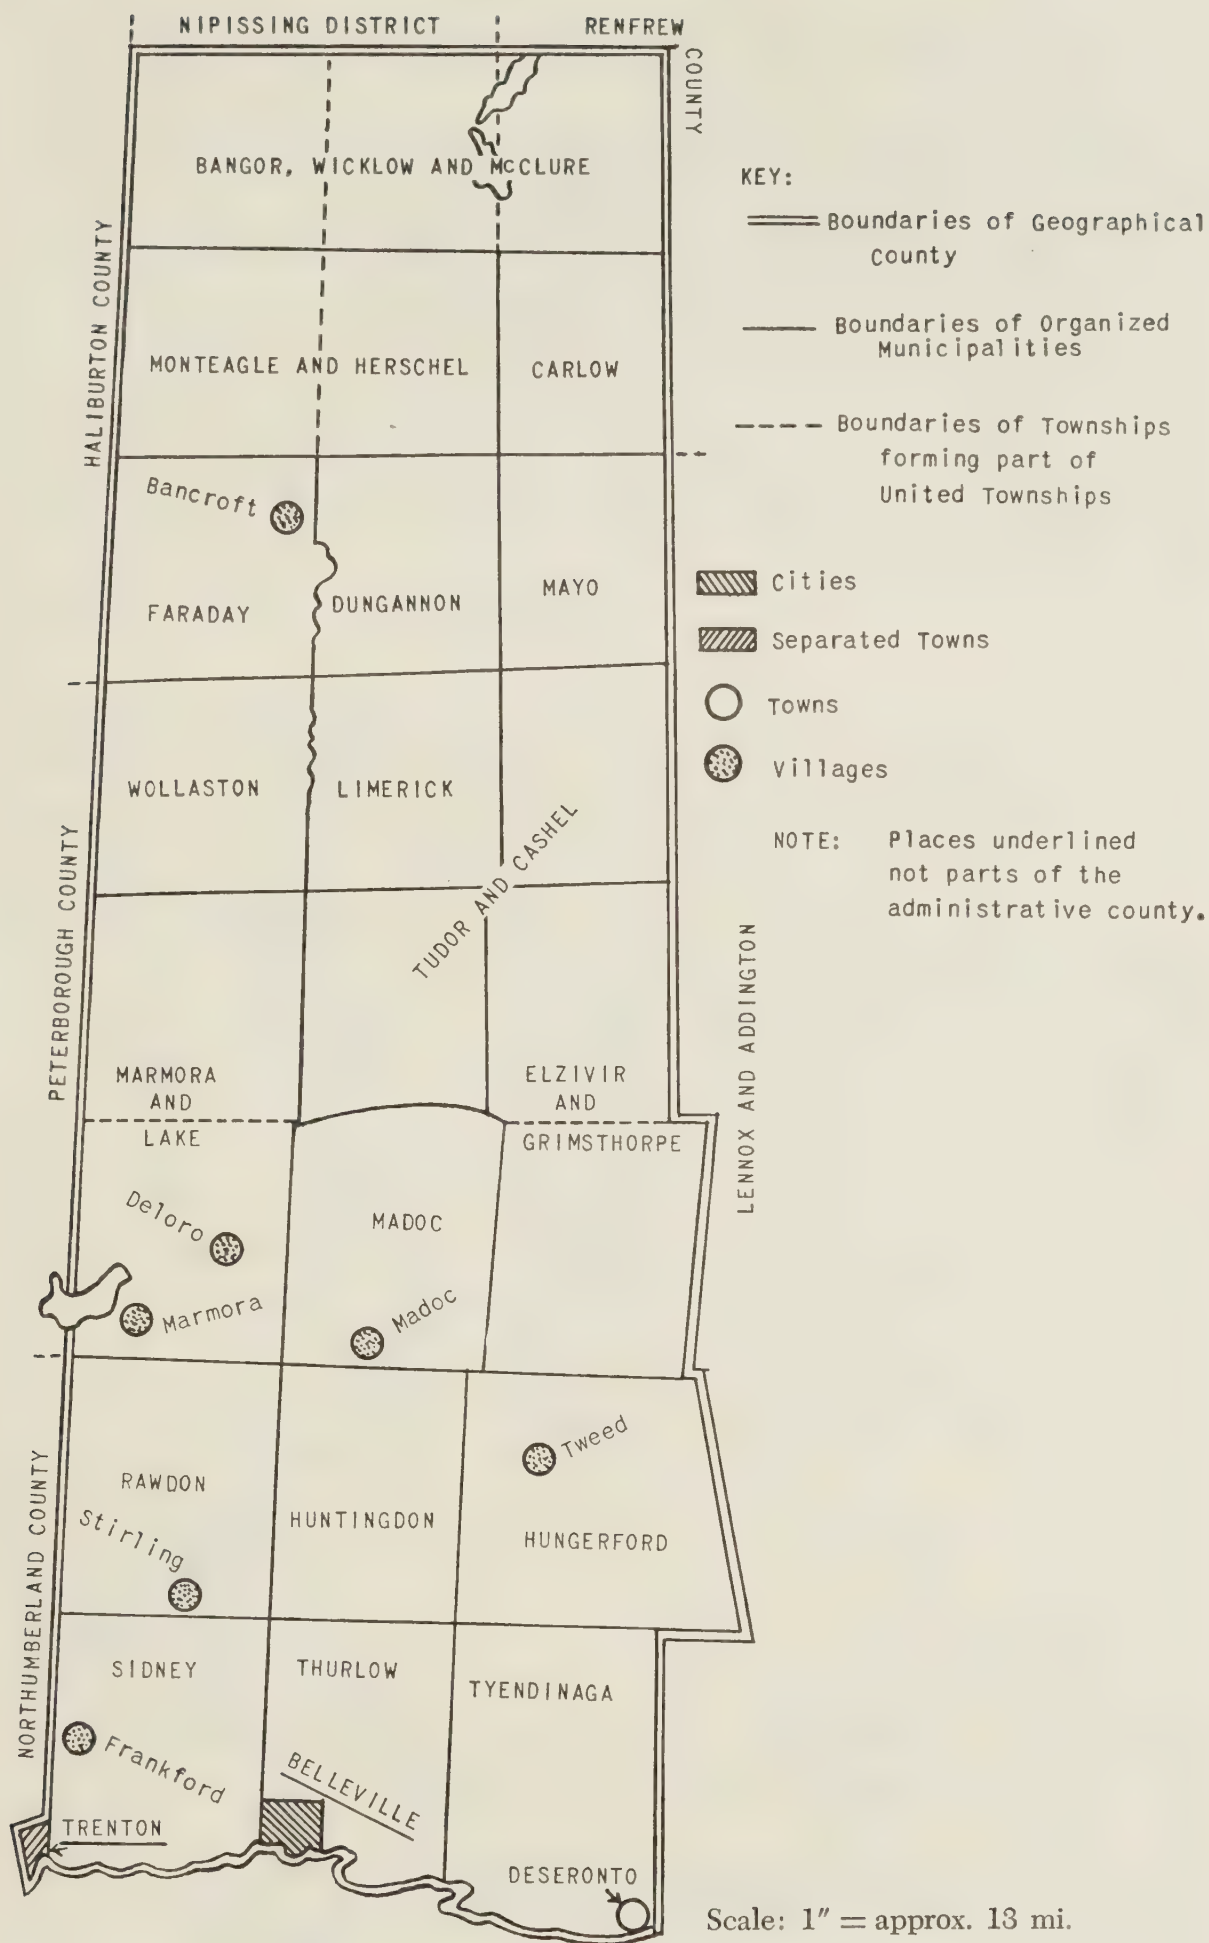 NIPISSING DISTRICT
RENFREW
COUNTY
BANGOR, WICKLOW AND McCLURE
HALIBURTON COUNTY
MONTEAGLE AND HERSCHEL
CARLOW
Bancroft
FARADAY
DUNGANNON
MAYO
WOLLASTON
LIMERICK
TUDOR AND CASHEL
PETERBOROUGH COUNTY
MARMORA
AND
LAKE
ELZIVIR
AND
GRIMSTHORPE
LENNOX AND ADDINGTON
Deloro
MADOC
Marmora
Madoc
Tweed
RAWDON
Stirling
HUNTINGDON
HUNGERFORD
NORTHUMBERLAND COUNTY
SIDNEY
THURLOW
TYENDINAGA
Frankford
BELLEVILLE
TRENTON
DESERONTO
KEY:
Boundaries of Geographical
County
Boundaries of Organized
Municipalities
Boundaries of Townships
forming part of
United Townships
Cities
Separated Towns
Towns
Villages
NOTE: Places underlined
not parts of the
administrative county.
Scale: 1" = approx. 13 mi.